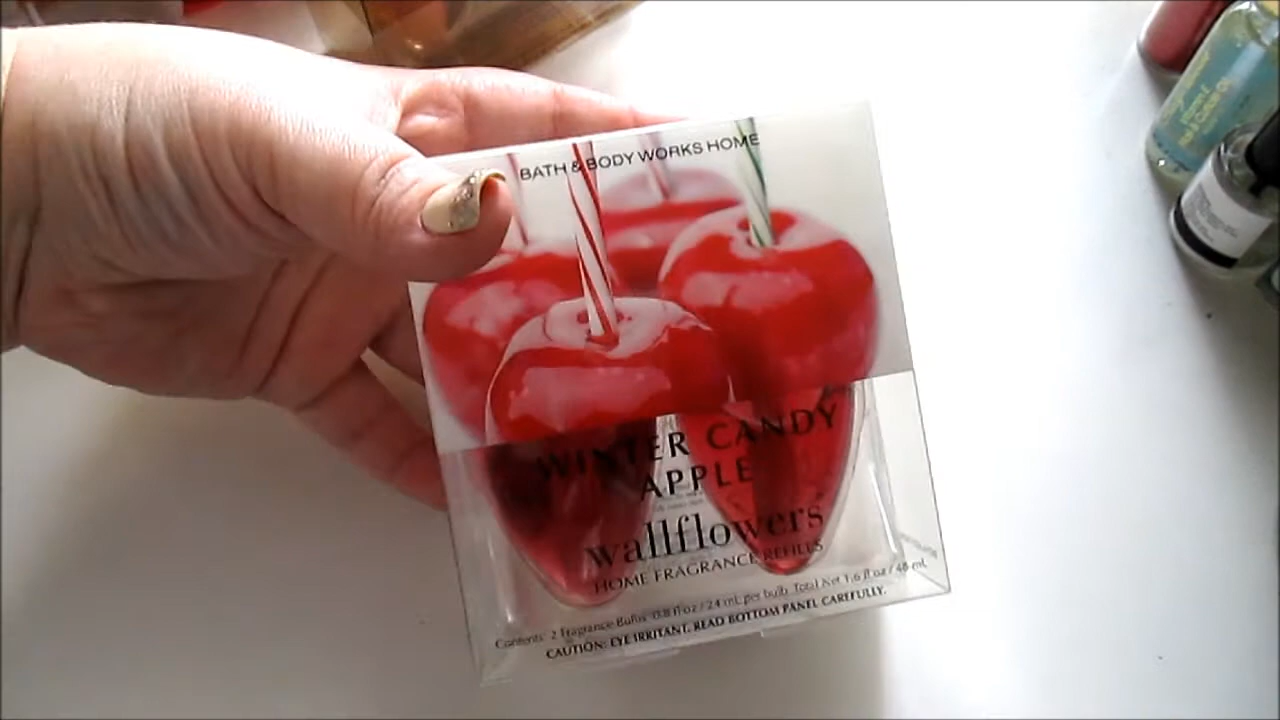 BATH & BODY WORKS HOME
WINTER CANDY
APPLE
wallflowers
HOME FRAGRANCE REFILLS
Contents: 2 Fragrance Bulbs 0.8 fl oz / 24 mL per bulb Total Net 1.6 fl oz / 48 mL
CAUTION: EYE IRRITANT. READ BOTTOM PANEL CAREFULLY.